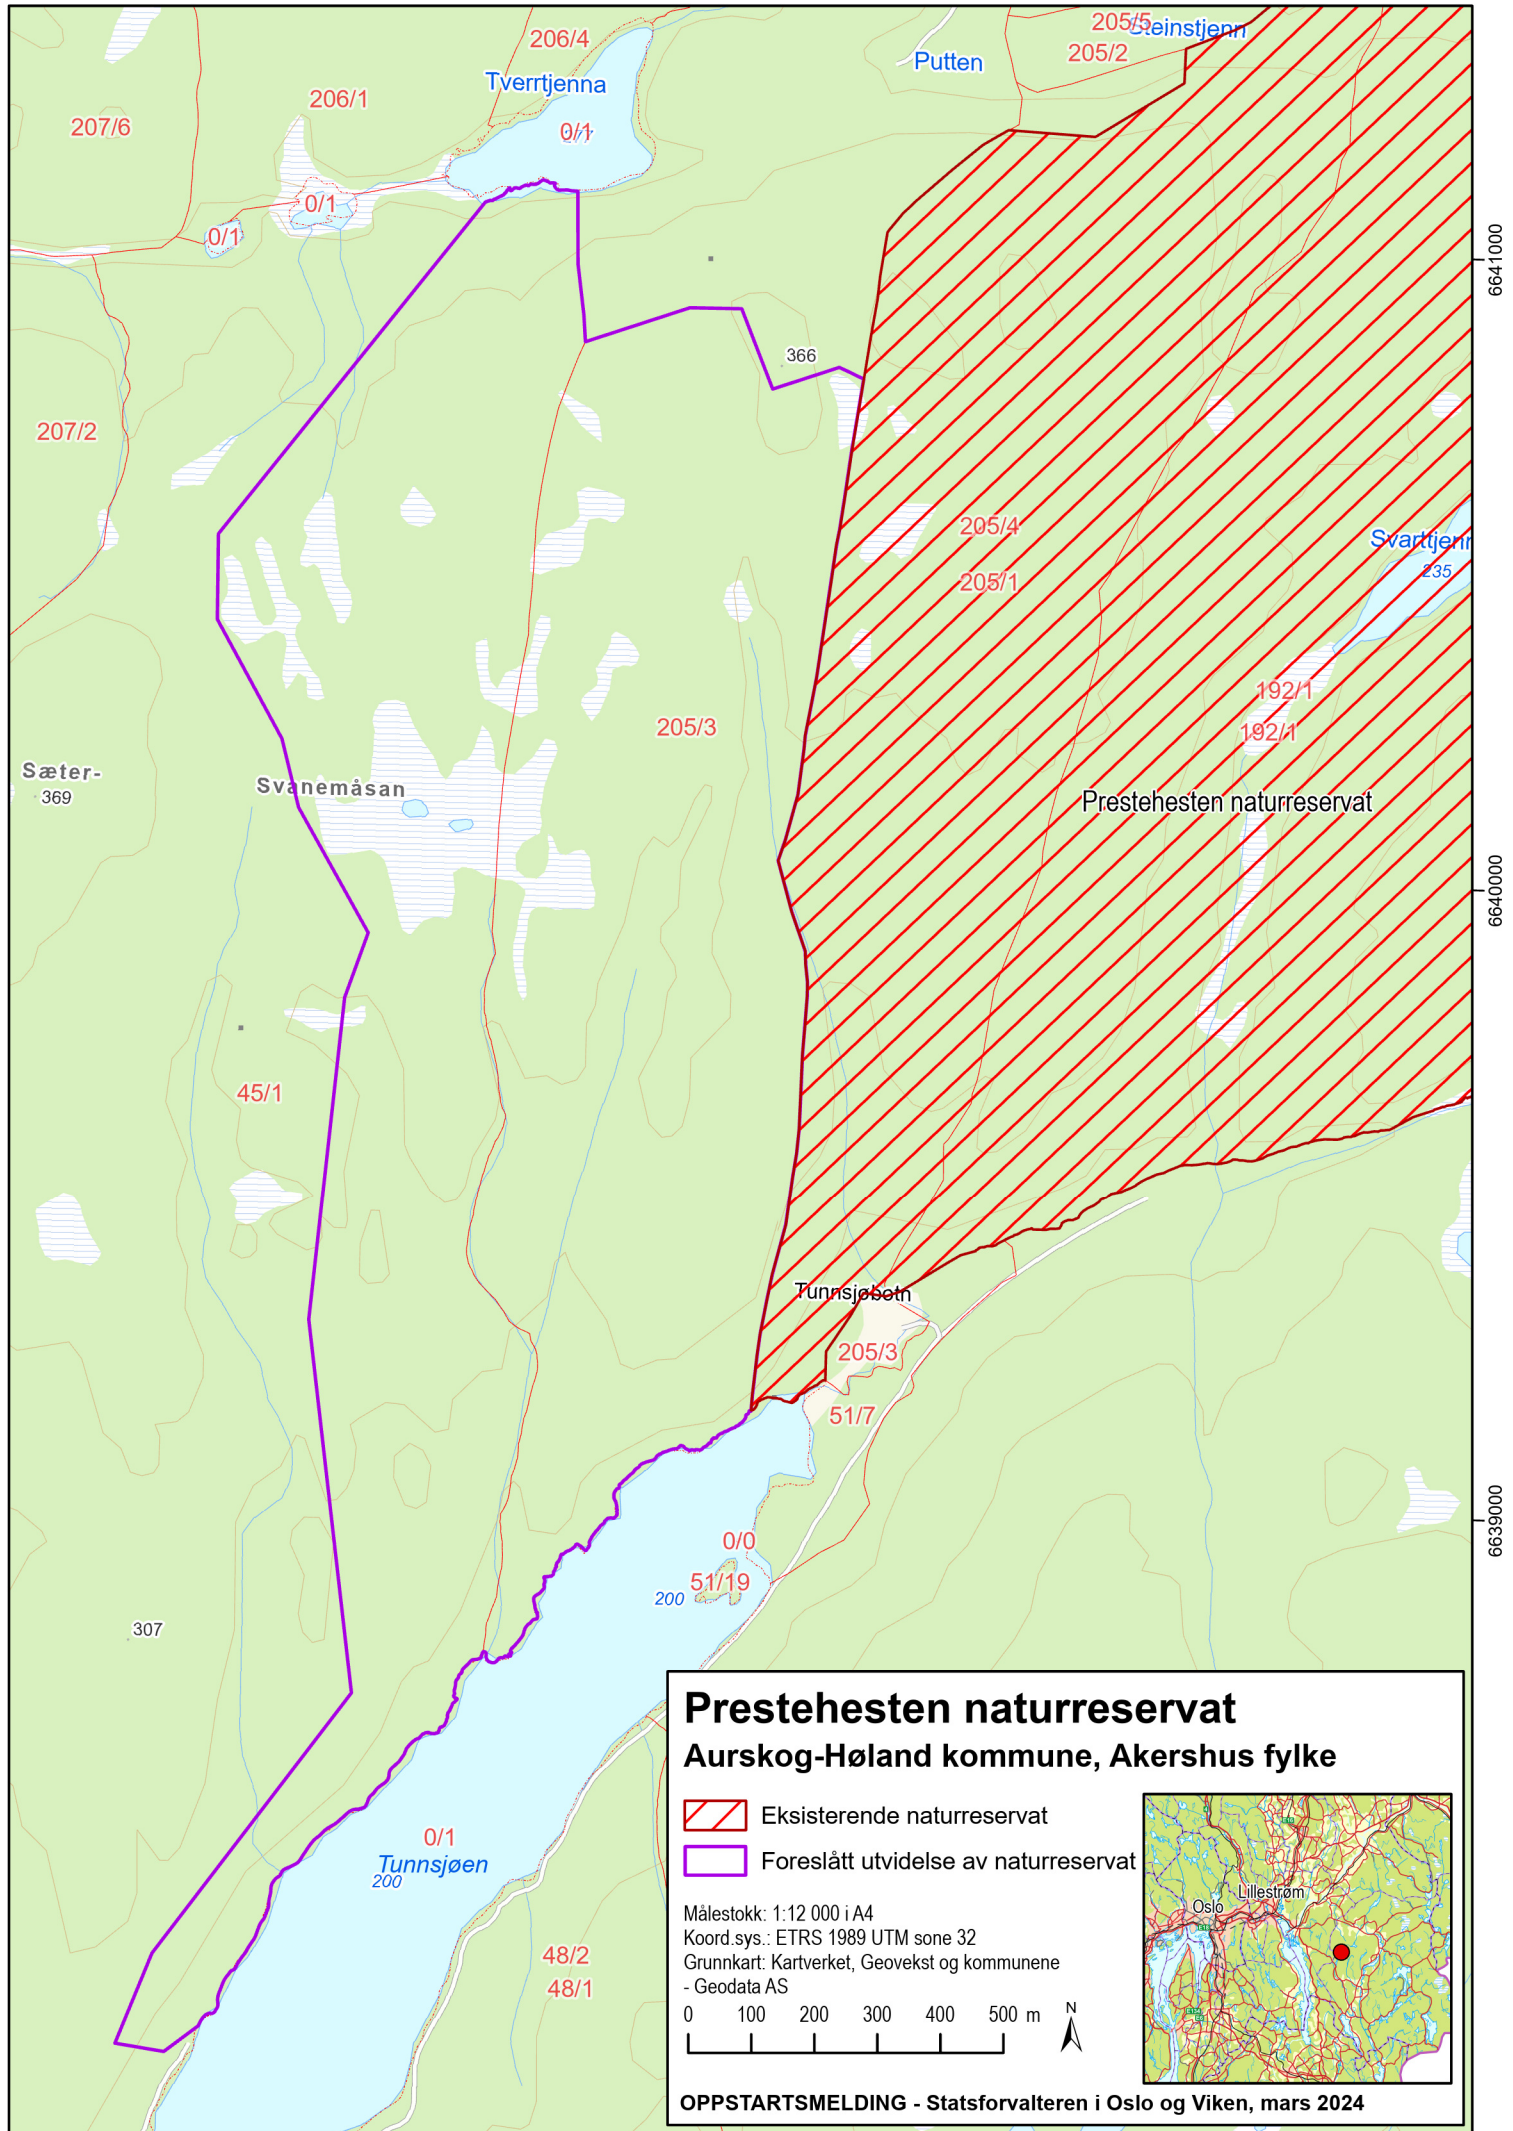 205/5
Steinstjenn
206/4
205/2
Putten
Tverrtjenna
206/1
207/6
0/1
0/1
0/1
6641000
366
207/2
205/4
Svarttjenn
235
205/1
192/1
205/3
192/1
Sæter-
369
Svanemåsan
Prestehesten naturreservat
6640000
45/1
Tunnsjøbotn
205/3
51/7
6639000
0/0
51/19
200
307
0/1
Tunnsjøen
200
48/2
48/1
Prestehesten naturreservat
Aurskog-Høland kommune, Akershus fylke
Eksisterende naturreservat
Foreslått utvidelse av naturreservat
Målestokk: 1:12 000 i A4
Koord.sys.: ETRS 1989 UTM sone 32
Grunnkart: Kartverket, Geovekst og kommunene
- Geodata AS
0 100 200 300 400 500 m
N
Lillestrøm
Oslo
OPPSTARTSMELDING - Statsforvalteren i Oslo og Viken, mars 2024